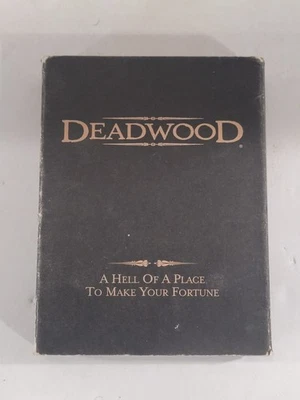 DEADWOOD
A HELL OF A PLACE
TO MAKE YOUR FORTUNE